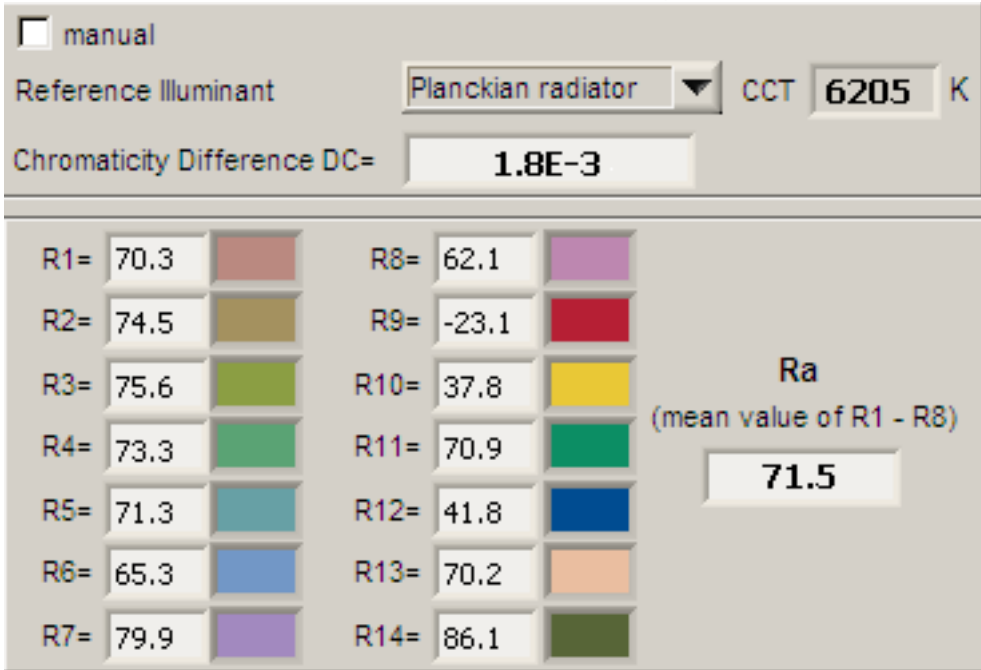 manual
Reference Illuminant Planckian radiator CCT 6205 K
Chromaticity Difference DC= 1.8E-3
R1= 70.3 R8= 62.1
R2= 74.5 R9= -23.1
R3= 75.6 R10= 37.8
Ra
(mean value of R1 - R8)
R4= 73.3 R11= 70.9
71.5
R5= 71.3 R12= 41.8
R6= 65.3 R13= 70.2
R7= 79.9 R14= 86.1